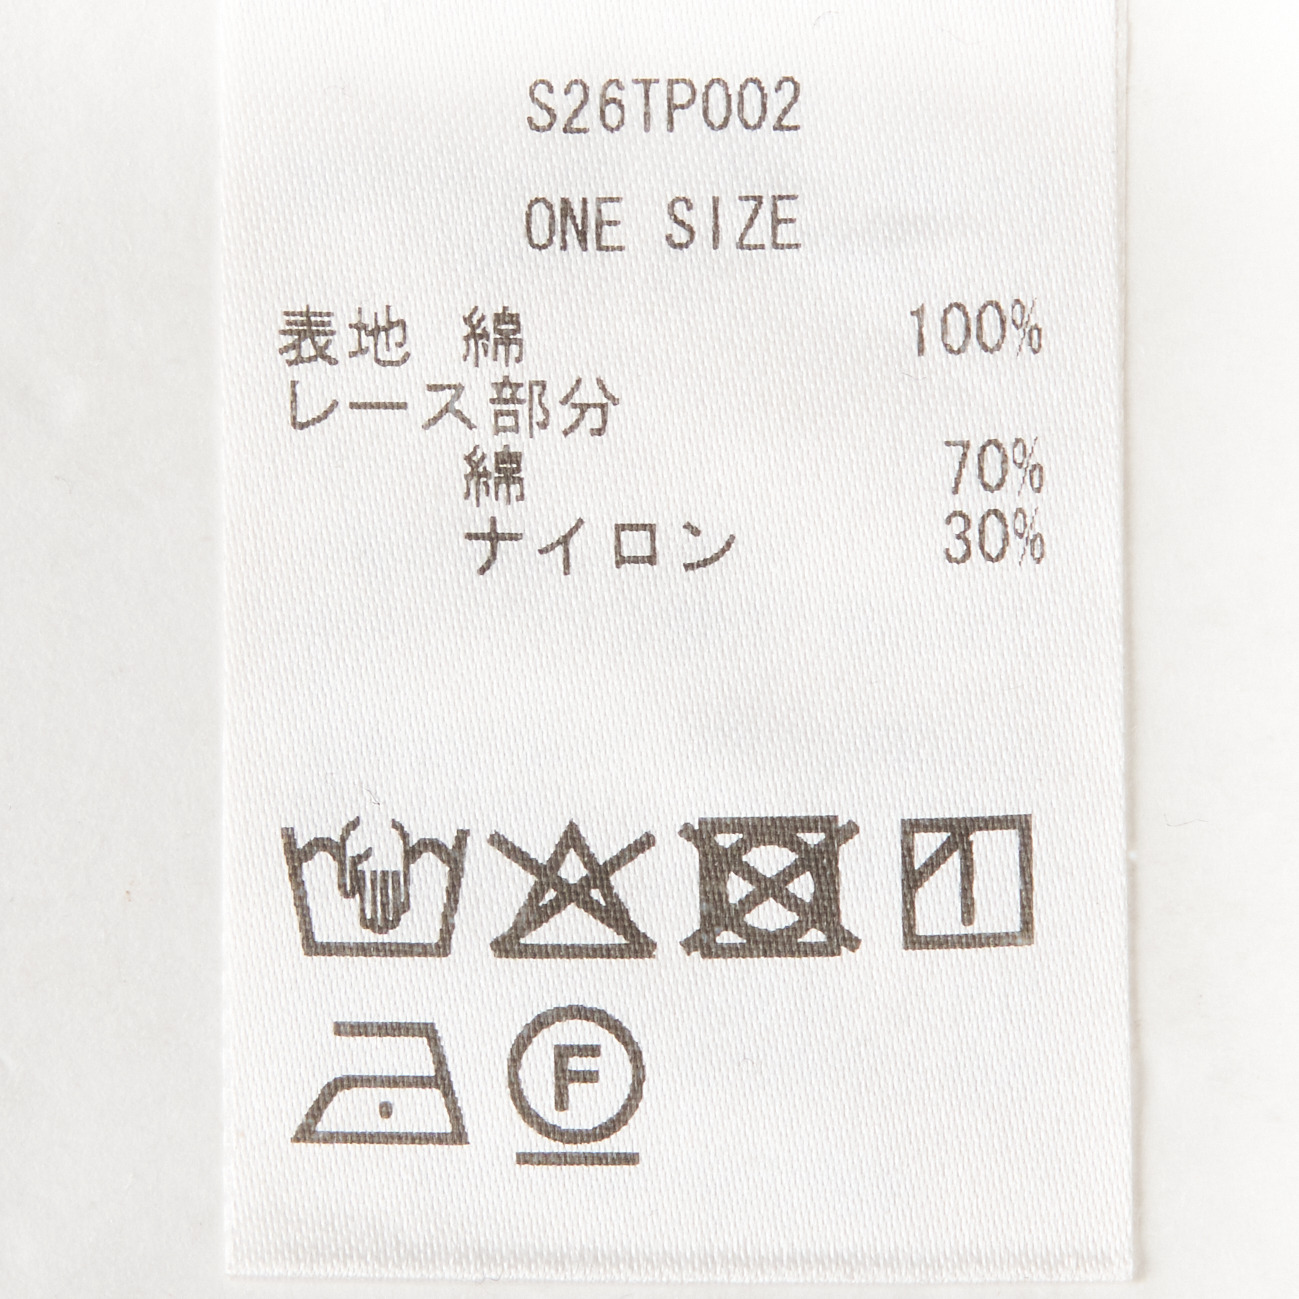 S26TP002
ONE SIZE
表地 綿 100%
レース部分
綿 70%
ナイロン 30%
F